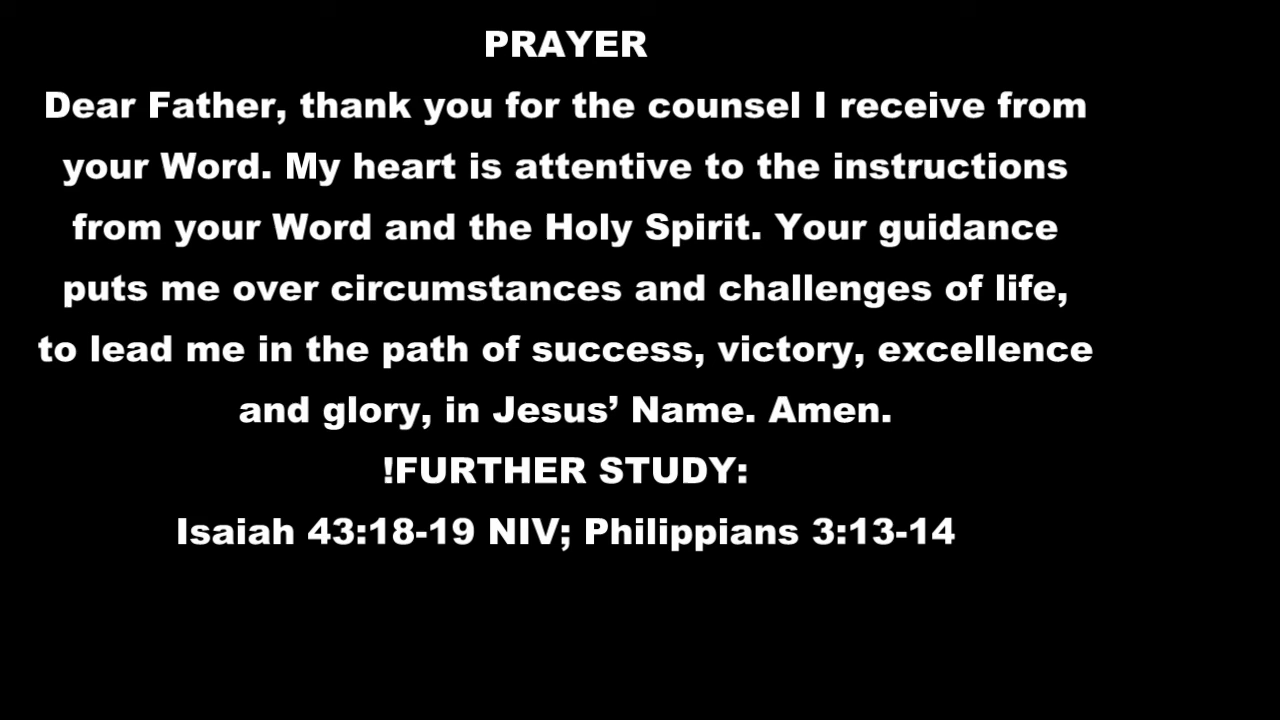 PRAYER
Dear Father, thank you for the counsel I receive from
your Word. My heart is attentive to the instructions
from your Word and the Holy Spirit. Your guidance
puts me over circumstances and challenges of life,
to lead me in the path of success, victory, excellence
and glory, in Jesus’ Name. Amen.
!FURTHER STUDY:
Isaiah 43:18-19 NIV; Philippians 3:13-14